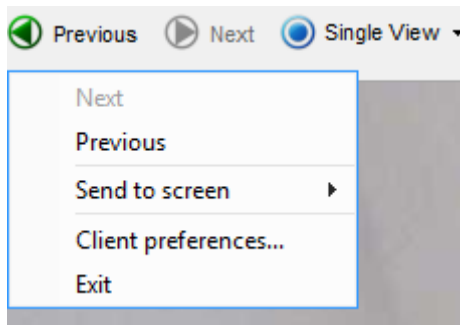 Previous Next Single View
Next
Previous
Send to screen
Client preferences...
Exit